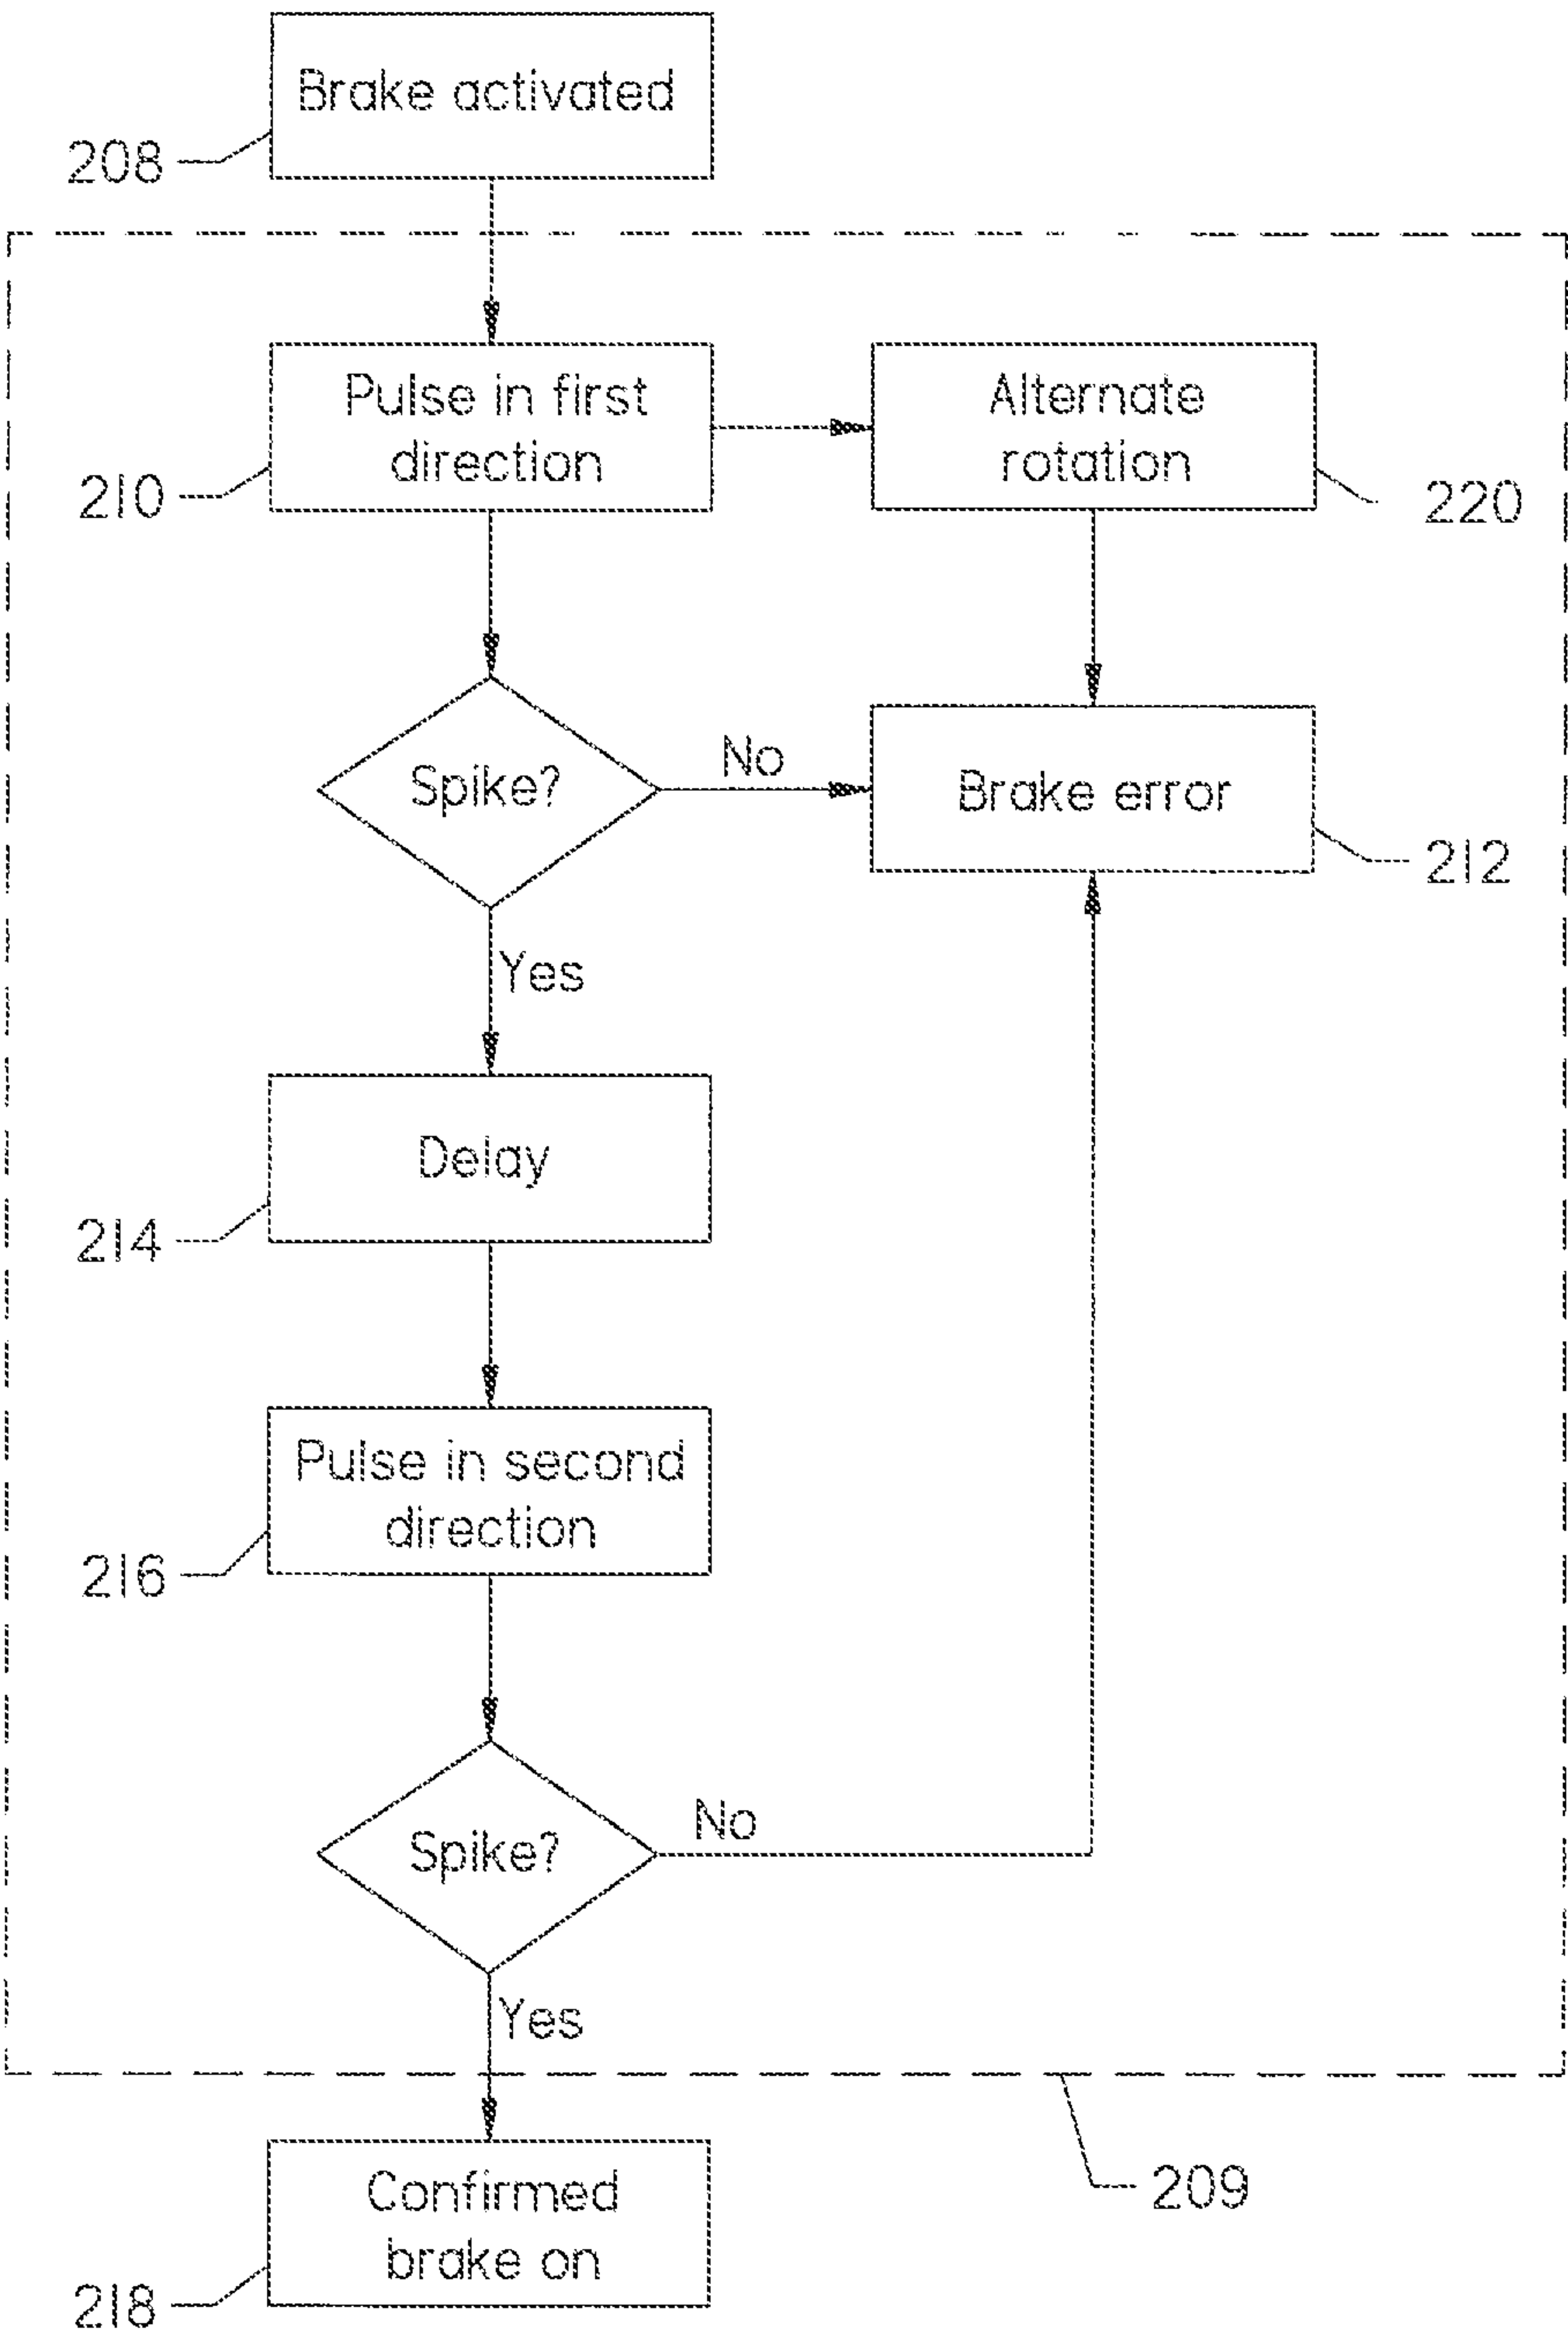 Brake activated
208
Pulse in first
direction
210
Alternate
rotation
220
Spike?
No
Brake error
212
Yes
Delay
214
Pulse in second
direction
216
Spike?
No
Yes
209
Confirmed
brake on
218